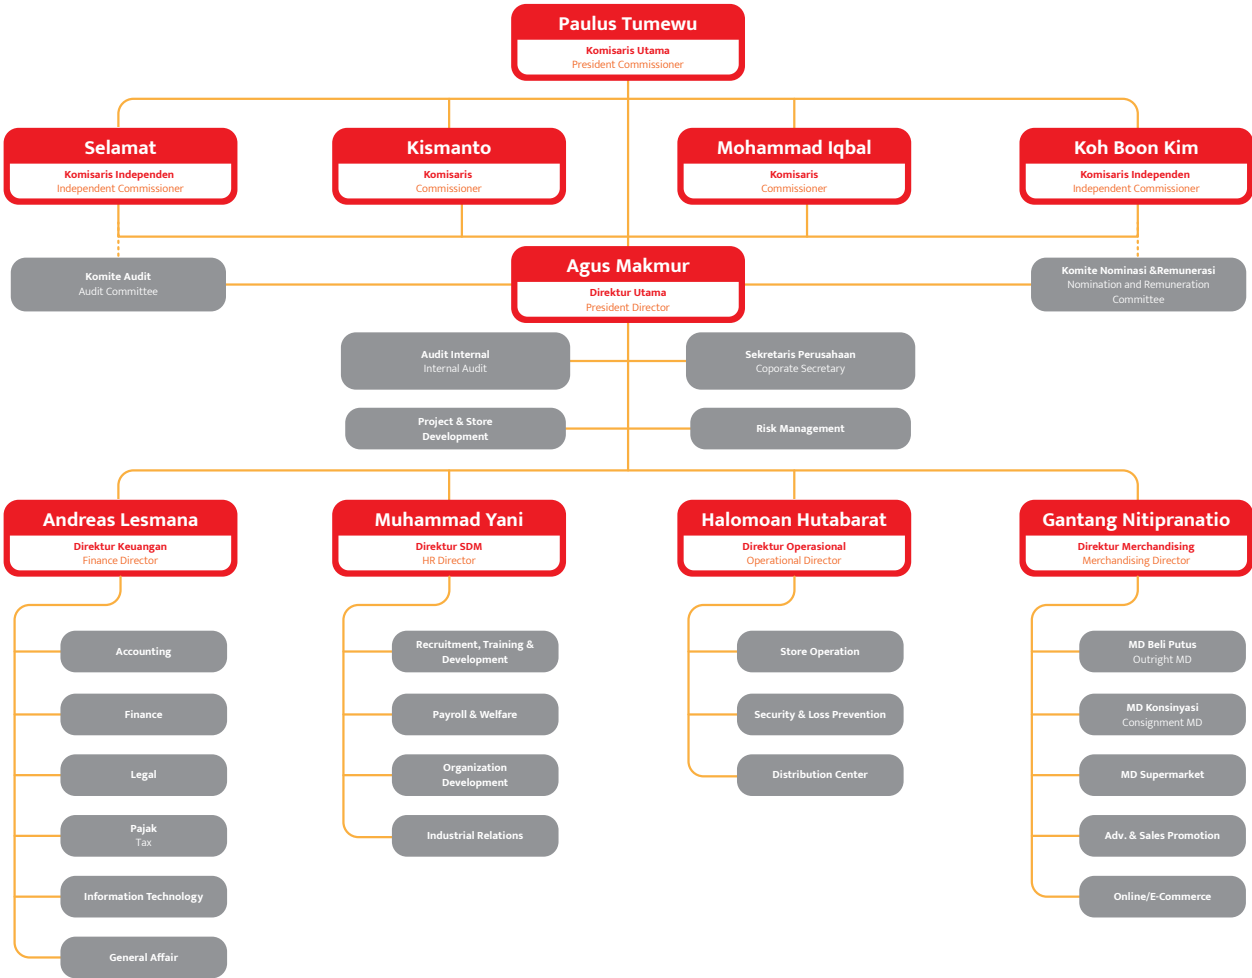 Paulus Tumewu
Komisaris Utama
President Commissioner
Selamat
Komisaris Independen
Independent Commissioner
Kismanto
Komisaris
Commissioner
Mohammad Iqbal
Komisaris
Commissioner
Koh Boon Kim
Komisaris Independen
Independent Commissioner
Komite Audit
Audit Committee
Agus Makmur
Direktur Utama
President Director
Komite Nominasi &Remunerasi
Nomination and Remuneration
Committee
Audit Internal
Internal Audit
Sekretaris Perusahaan
Coporate Secretary
Project & Store
Development
Risk Management
Andreas Lesmana
Direktur Keuangan
Finance Director
Muhammad Yani
Direktur SDM
HR Director
Halomoan Hutabarat
Direktur Operasional
Operational Director
Gantang Nitipranatio
Direktur Merchandising
Merchandising Director
Accounting
Finance
Legal
Pajak
Tax
Information Technology
General Affair
Recruitment, Training &
Development
Payroll & Welfare
Organization
Development
Industrial Relations
Store Operation
Security & Loss Prevention
Distribution Center
MD Beli Putus
Outright MD
MD Konsinyasi
Consignment MD
MD Supermarket
Adv. & Sales Promotion
Online/E-Commerce